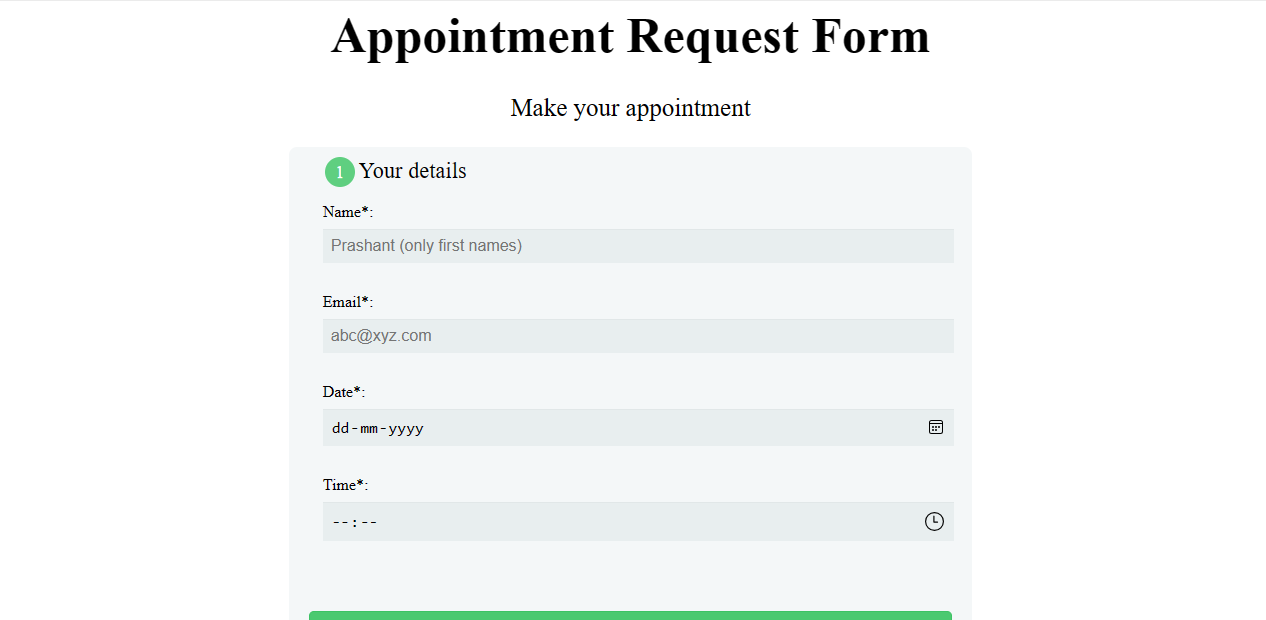 Appointment Request Form
Make your appointment
1 Your details
Name*:
Prashant (only first names)
Email*:
abc@xyz.com
Date*:
dd-mm-yyyy
Time*:
--:--